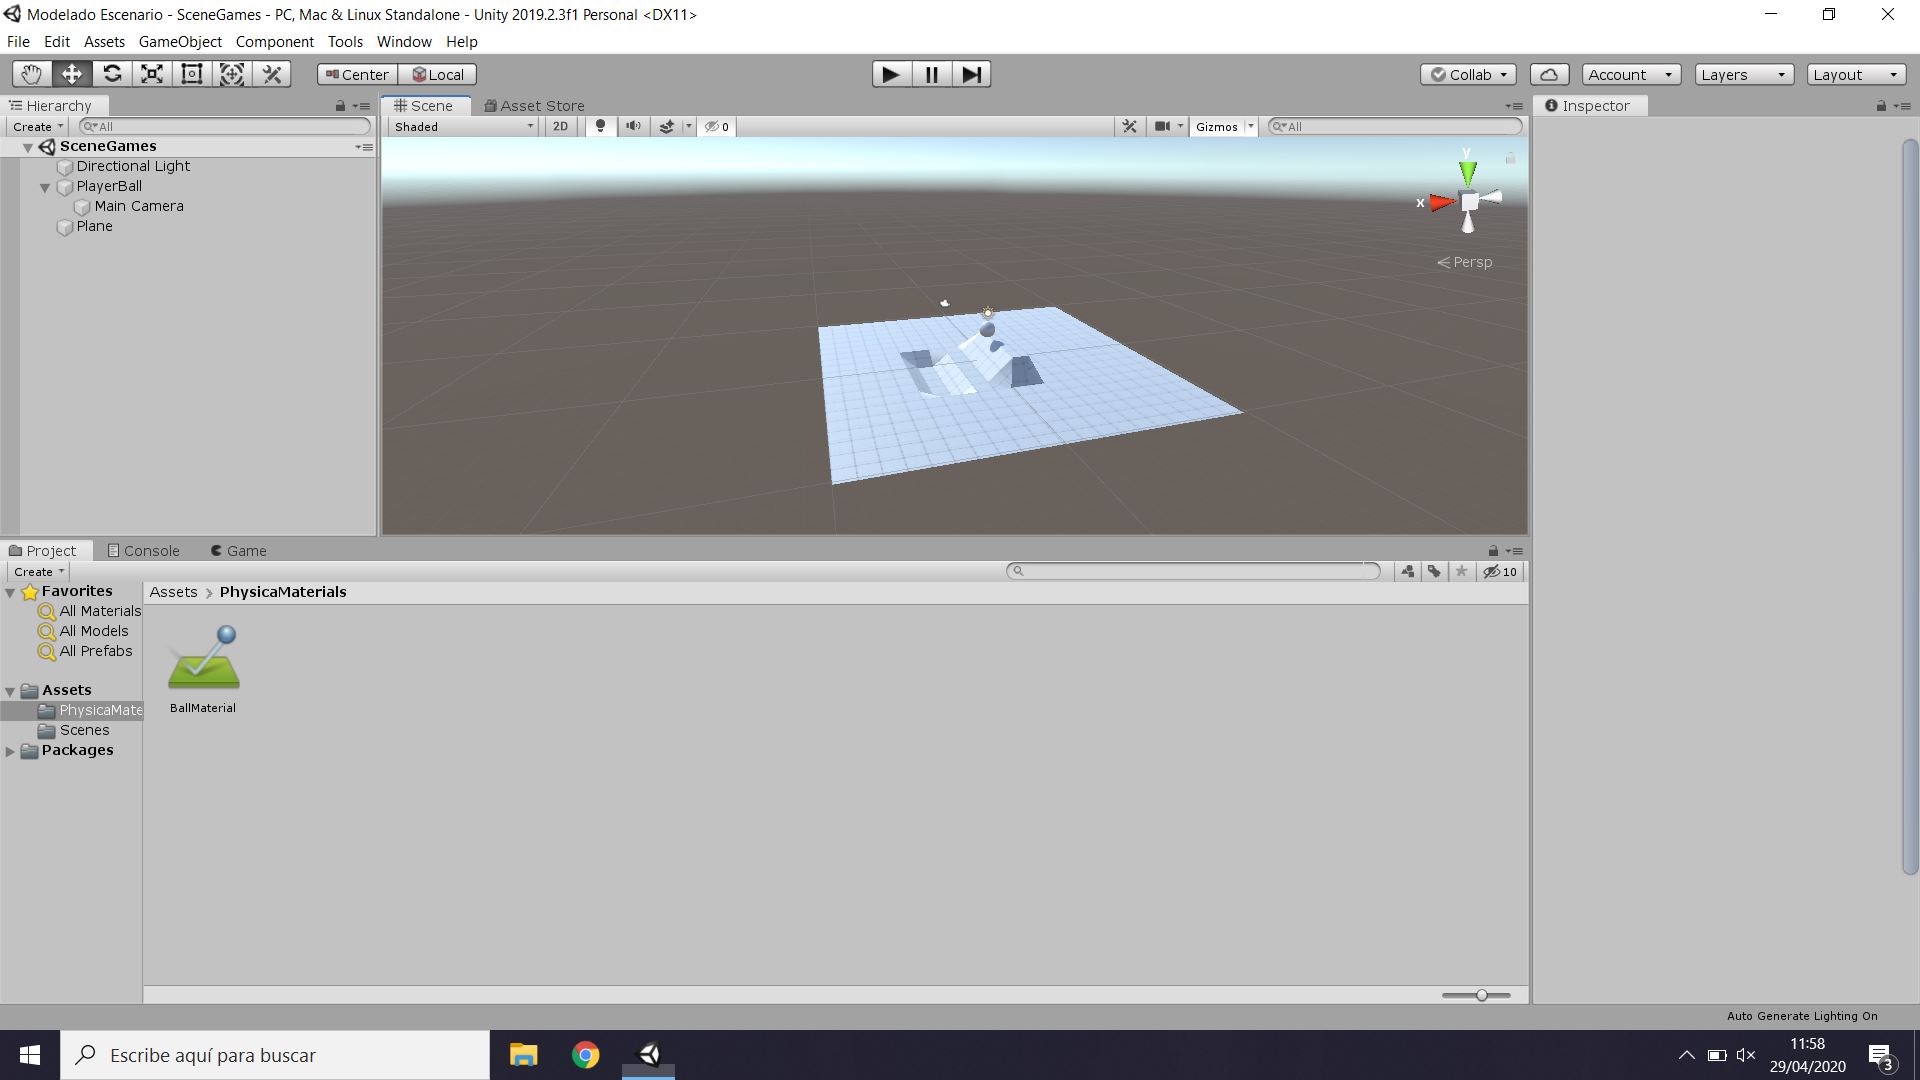 Modelado Escenario - SceneGames - PC, Mac & Linux Standalone - Unity 2019.2.3f1 Personal <DX11>
File Edit Assets GameObject Component Tools Window Help
Center Local Collab Account Layers Layout
Hierarchy Scene Asset Store Inspector
Create All Shaded 2D 0 Gizmos All
SceneGames
Directional Light
PlayerBall
Main Camera
Plane
y
x
Persp
Project Console Game
Create 10
Favorites
All Materials
All Models
All Prefabs
Assets
PhysicaMate
Scenes
Packages
Assets > PhysicaMaterials
BallMaterial
Auto Generate Lighting On
Escribe aquí para buscar
11:58
29/04/2020
3